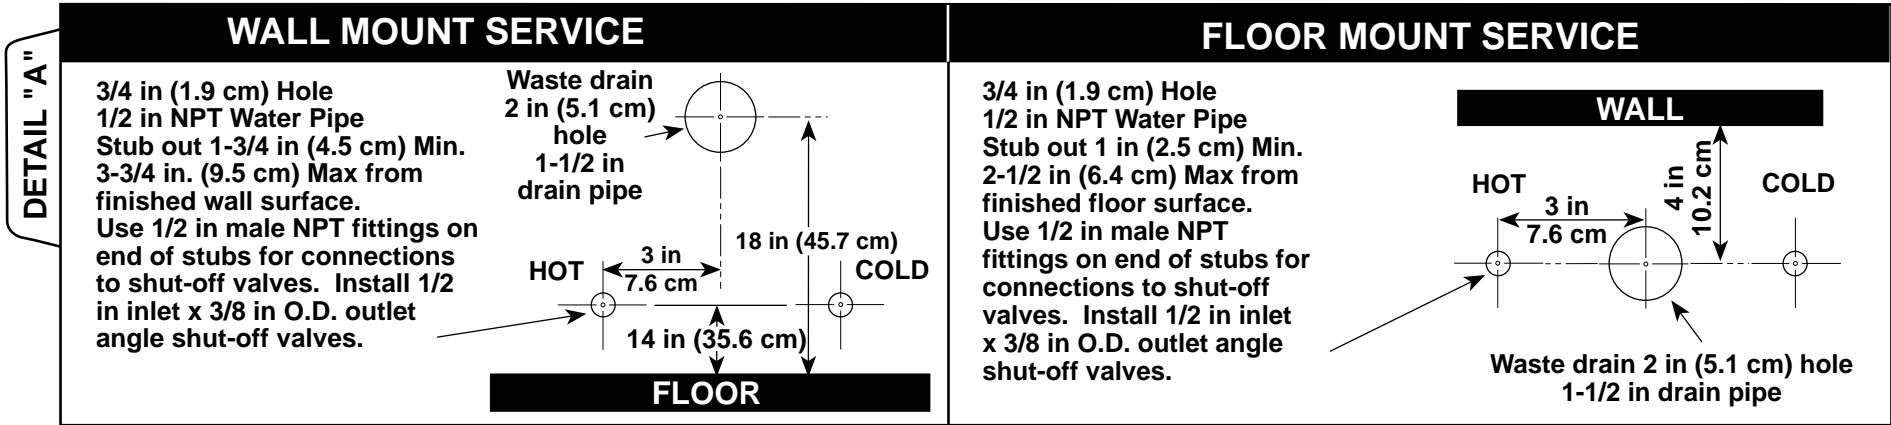 DETAIL "A"
WALL MOUNT SERVICE
3/4 in (1.9 cm) Hole
1/2 in NPT Water Pipe
Stub out 1-3/4 in (4.5 cm) Min.
3-3/4 in. (9.5 cm) Max from
finished wall surface.
Use 1/2 in male NPT fittings on
end of stubs for connections
to shut-off valves.  Install 1/2
in inlet x 3/8 in O.D. outlet
angle shut-off valves.
Waste drain
2 in (5.1 cm)
hole
1-1/2 in
drain pipe
18 in (45.7 cm)
HOT
3 in
7.6 cm
COLD
14 in (35.6 cm)
FLOOR
FLOOR MOUNT SERVICE
3/4 in (1.9 cm) Hole
1/2 in NPT Water Pipe
Stub out 1 in (2.5 cm) Min.
2-1/2 in (6.4 cm) Max from
finished floor surface.
Use 1/2 in male NPT
fittings on end of stubs for
connections to shut-off
valves.  Install 1/2 in inlet
x 3/8 in O.D. outlet angle
shut-off valves.
WALL
HOT
3 in
7.6 cm
4 in
10.2 cm
COLD
Waste drain 2 in (5.1 cm) hole
1-1/2 in drain pipe